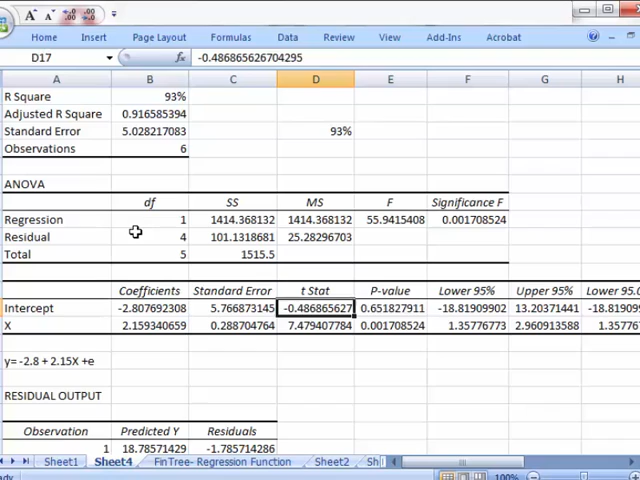 A A
Home Insert Page Layout Formulas Data Review View Add-Ins Acrobat
D17 fx -0.486865626704295
A B C D E F G H
R Square 93%
Adjusted R Square 0.916585394
Standard Error 5.028217083 93%
Observations 6
ANOVA
df SS MS F Significance F
Regression 1 1414.368132 1414.368132 55.9415408 0.001708524
Residual 4 101.1318681 25.28296703
Total 5 1515.5
Coefficients Standard Error t Stat P-value Lower 95% Upper 95% Lower 95.0
Intercept -2.807692308 5.766873145 -0.486865627 0.651827911 -18.81909902 13.20371441 -18.81909
X 2.159340659 0.288704764 7.479407784 0.001708524 1.35776773 2.960913588 1.357767
y= -2.8 + 2.15X +e
RESIDUAL OUTPUT
Observation Predicted Y Residuals
1 18.78571429 -1.785714286
Sheet1 Sheet4 FinTree- Regression Function Sheet2 Sh
eady 100%